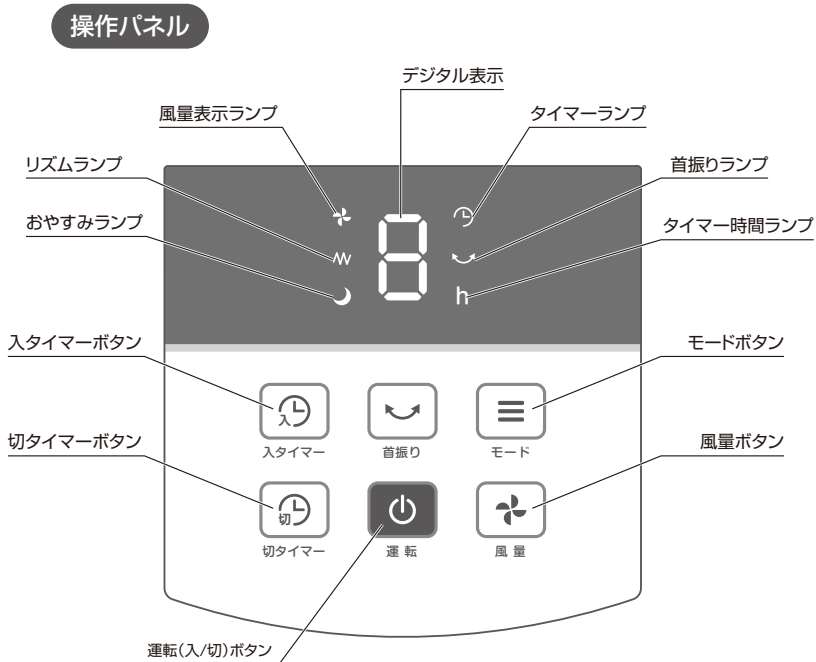 操作パネル
デジタル表示
風量表示ランプ
タイマーランプ
リズムランプ
首振りランプ
おやすみランプ
タイマー時間ランプ
8
h
入タイマーボタン
モードボタン
入
入タイマー
首振り
モード
切タイマーボタン
風量ボタン
切
切タイマー
運 転
風 量
運転(入/切)ボタン